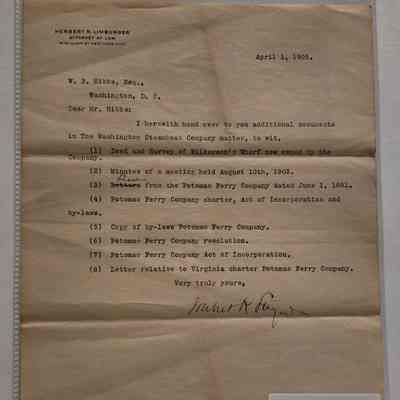 HERBERT R. LIMBURGER
ATTORNEY AT LAW
April 1, 1905.
W. B. Hibbs, Esq.,
Washington, D. C.
Dear Mr. Hibbs:
I herewith hand over to you additional documents
in The Washington Steamboat Company matter, to wit,
(1) Deed and Survey of Wilkerson's Wharf now owned by the
Company.
(2) Minutes of a meeting held August 10th, 1903.
(3) from the Potomac Ferry Company dated June 1, 1881.
(4) Potomac Ferry Company charter, Act of Incorporation and
by-laws.
(5) Copy of by-laws Potomac Ferry Company.
(6) Potomac Ferry Company resolution.
(7) Potomac Ferry Company Act of Incorporation.
(8) Letter relative to Virginia charter Potomac Ferry Company.
Very truly yours,